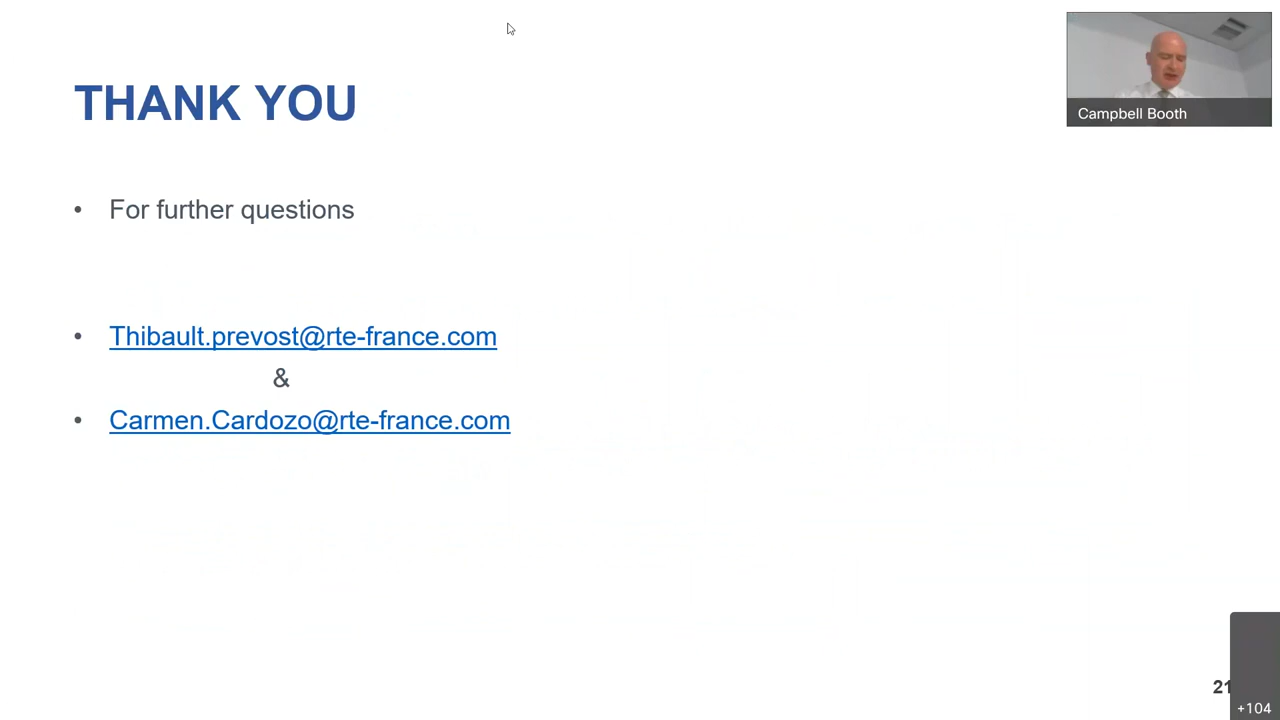 THANK YOU
Campbell Booth
• For further questions
• Thibault.prevost@rte-france.com
&
• Carmen.Cardozo@rte-france.com
21
+104